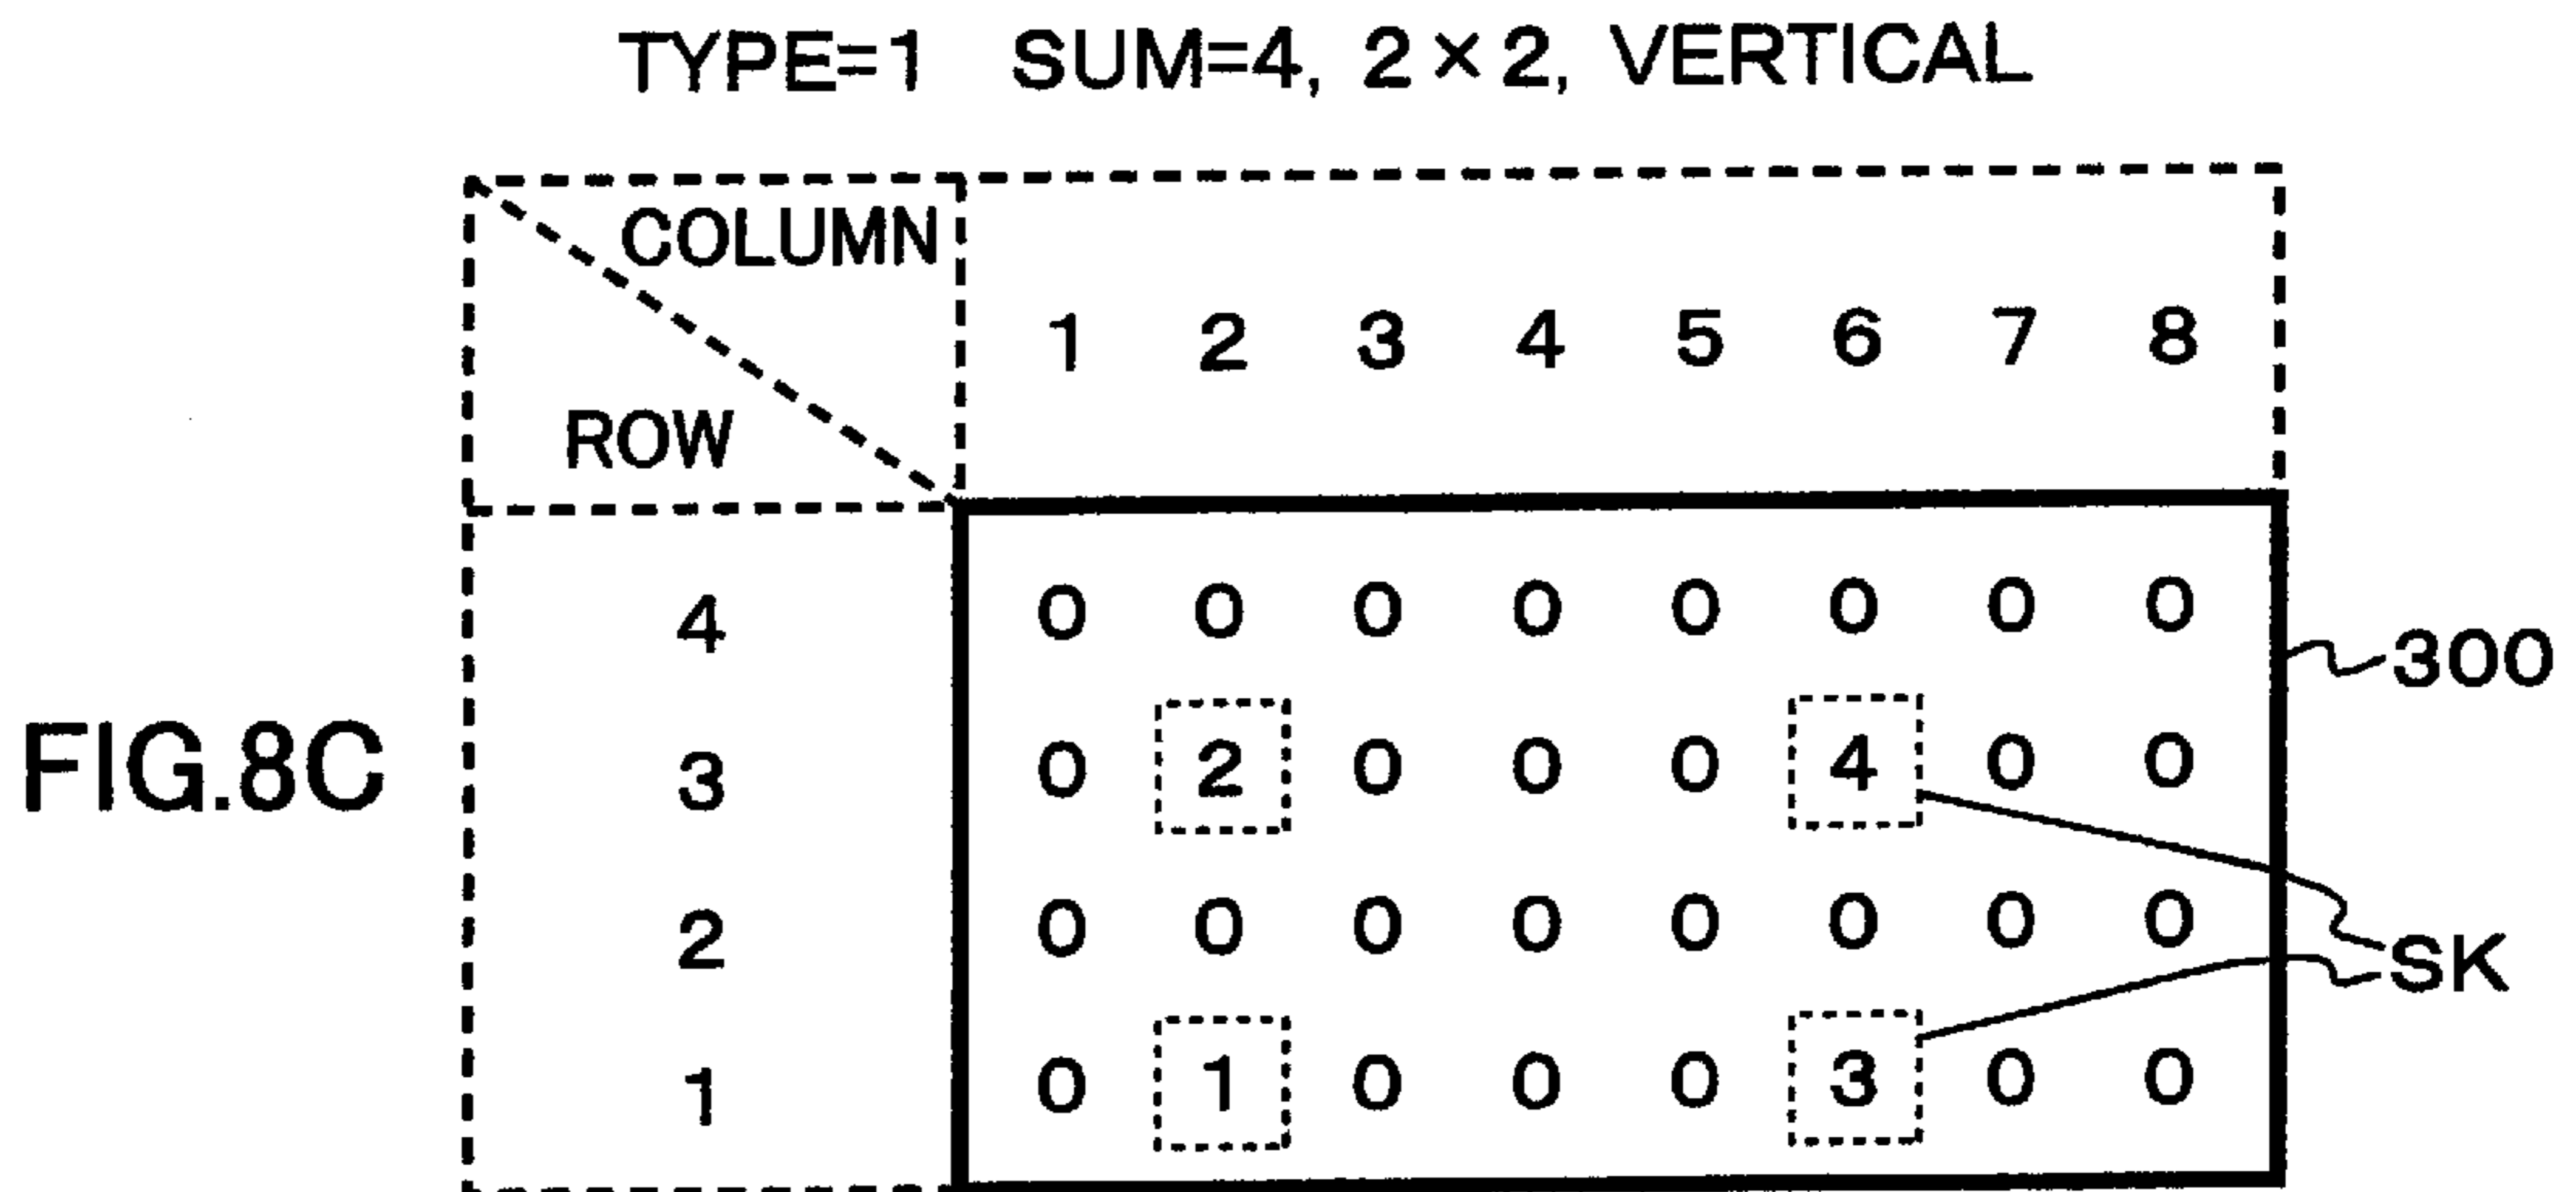 TYPE=1 SUM=4, 2×2, VERTICAL
COLUMN
1 2 3 4 5 6 7 8
ROW
4 0 0 0 0 0 0 0 0
300
FIG.8C
3 0 2 0 0 0 4 0 0
2 0 0 0 0 0 0 0 0
SK
1 0 1 0 0 0 3 0 0